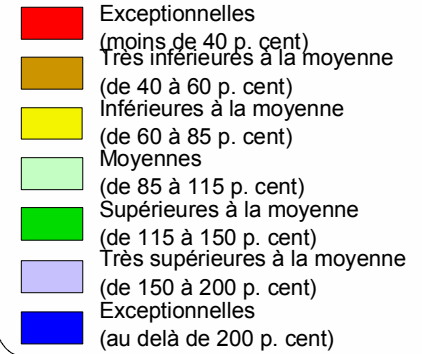 Exceptionnelles
(moins de 40 p. cent)
Très inférieures à la moyenne
(de 40 à 60 p. cent)
Inférieures à la moyenne
(de 60 à 85 p. cent)
Moyennes
(de 85 à 115 p. cent)
Supérieures à la moyenne
(de 115 à 150 p. cent)
Très supérieures à la moyenne
(de 150 à 200 p. cent)
Exceptionnelles
(au delà de 200 p. cent)